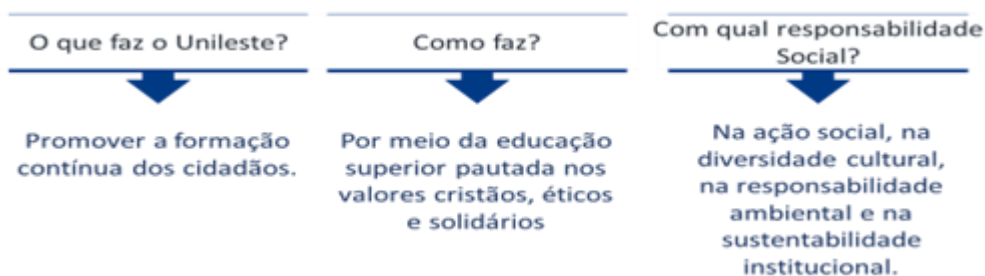 O que faz o Unileste?
Promover a formação
contínua dos cidadãos.
Como faz?
Por meio da educação
superior pautada nos
valores cristãos, éticos
e solidários
Com qual responsabilidade
Social?
Na ação social, na
diversidade cultural,
na responsabilidade
ambiental e na
sustentabilidade
institucional.